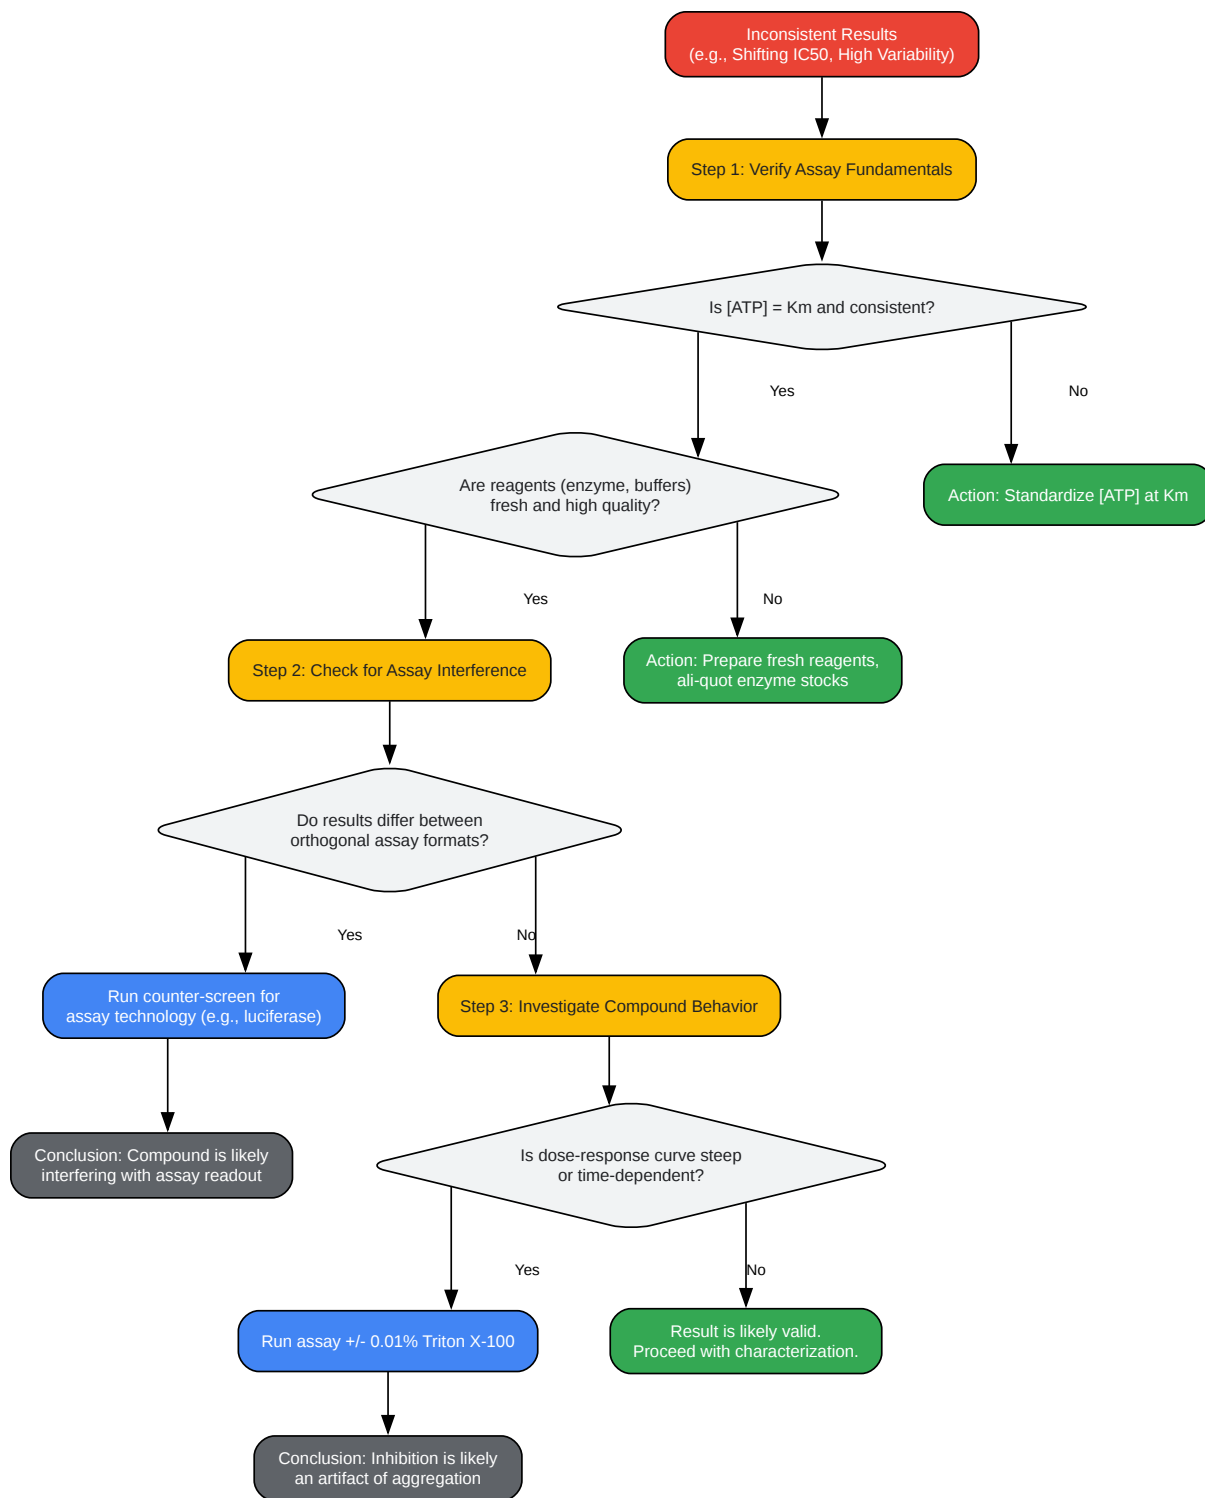 Inconsistent Results
(e.g., Shifting IC50, High Variability)
Step 1: Verify Assay Fundamentals
Is [ATP] = Km and consistent?
Yes
No
Are reagents (enzyme, buffers)
fresh and high quality?
Action: Standardize [ATP] at Km
Yes
No
Step 2: Check for Assay Interference
Action: Prepare fresh reagents,
ali-quot enzyme stocks
Do results differ between
orthogonal assay formats?
Yes
No
Run counter-screen for
assay technology (e.g., luciferase)
Step 3: Investigate Compound Behavior
Conclusion: Compound is likely
interfering with assay readout
Is dose-response curve steep
or time-dependent?
Yes
No
Run assay +/- 0.01% Triton X-100
Result is likely valid.
Proceed with characterization.
Conclusion: Inhibition is likely
an artifact of aggregation